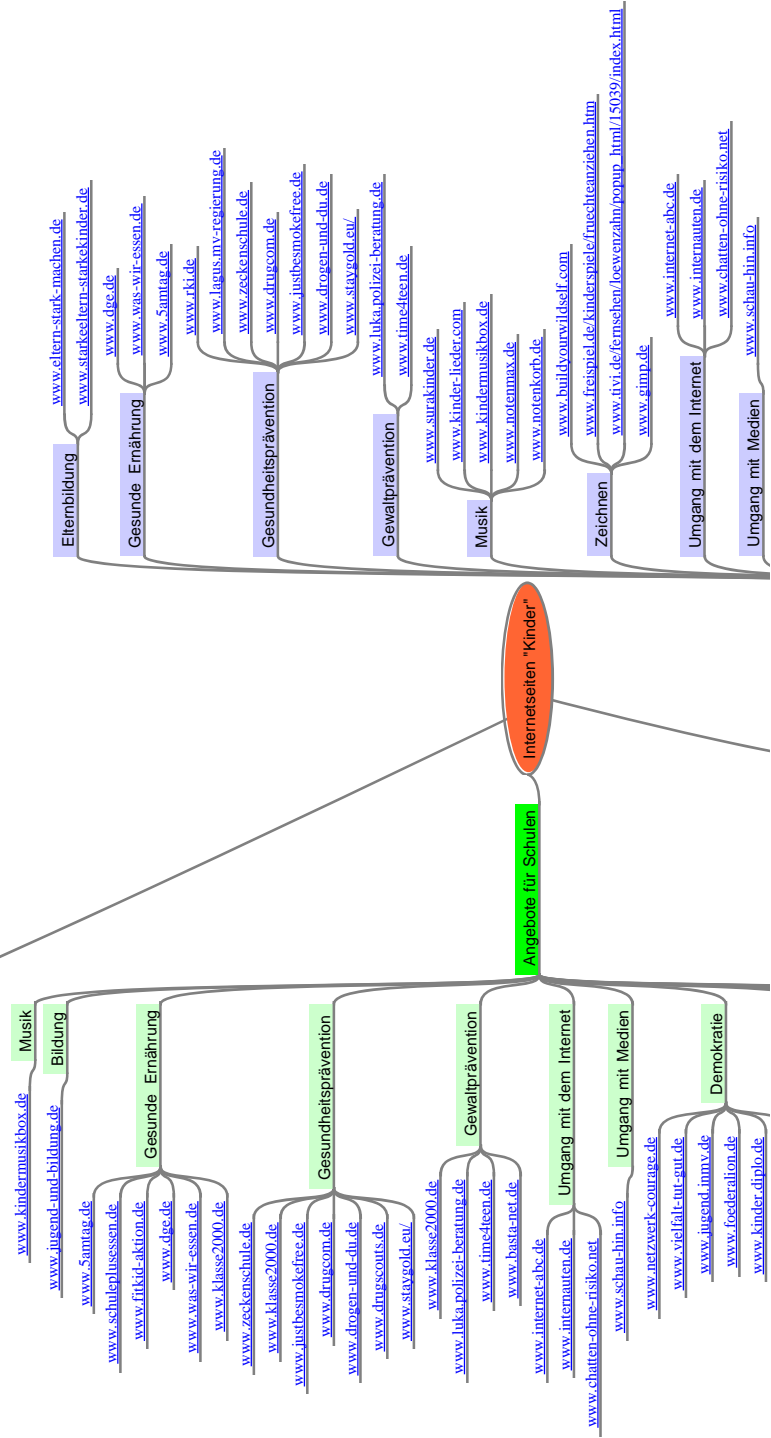 Internetseiten "Kinder"
Angebote für Schulen
Musik
www.kindermusikbox.de
Bildung
www.jugend-und-bildung.de
Gesunde Ernährung
www.5amtag.de
www.schuleplusessen.de
www.fitkid-aktion.de
www.dge.de
www.was-wir-essen.de
www. klasse2000.de
Gesundheitsprävention
www.zeckenschule.de
www.klasse2000.de
www.justbesmokefree.de
www.drugcom.de
www.drogen-und-du.de
www.drugscouts.de
www.staygold.eu/
Gewaltprävention
www.klasse2000.de
www.luka.polizei-beratung.de
www.time4teen.de
www.basta-net.de
Umgang mit dem Internet
www.internet-abc.de
www.internauten.de
www.chatten-ohne-risiko.net
Umgang mit Medien
www.schau-hin.info
Demokratie
www.netzwerk-courage.de
www.vielfalt-tut-gut.de
www.jugend.inmv.de
www.foederalion.de
www.kinder.diplo.de
Elternbildung
www.eltern-stark-machen.de
www.starkeeltern-starkekinder.de
Gesunde Ernährung
www.dge.de
www.was-wir-essen.de
www.5amtag.de
Gesundheitsprävention
www.rki.de
www.lagus.mv-regierung.de
www.zeckenschule.de
www.drugcom.de
www.justbesmokefree.de
www.drogen-und-du.de
www.staygold.eu/
Gewaltprävention
www.luka.polizei-beratung.de
www.time4teen.de
Musik
www.surakinder.de
www.kinder-lieder.com
www.kindermusikbox.de
www.notenmax.de
www.notenkorb.de
Zeichnen
www.buildyourwildself.com
www.freispiel.de/kinderspiele/fruechteanziehen.htm
www.tivi.de/fernsehen/loewenzahn/popup_html/15039/index.html
www.gimp.de
Umgang mit dem Internet
www.internet-abc.de
www.internauten.de
www.chatten-ohne-risiko.net
Umgang mit Medien
www.schau-hin.info